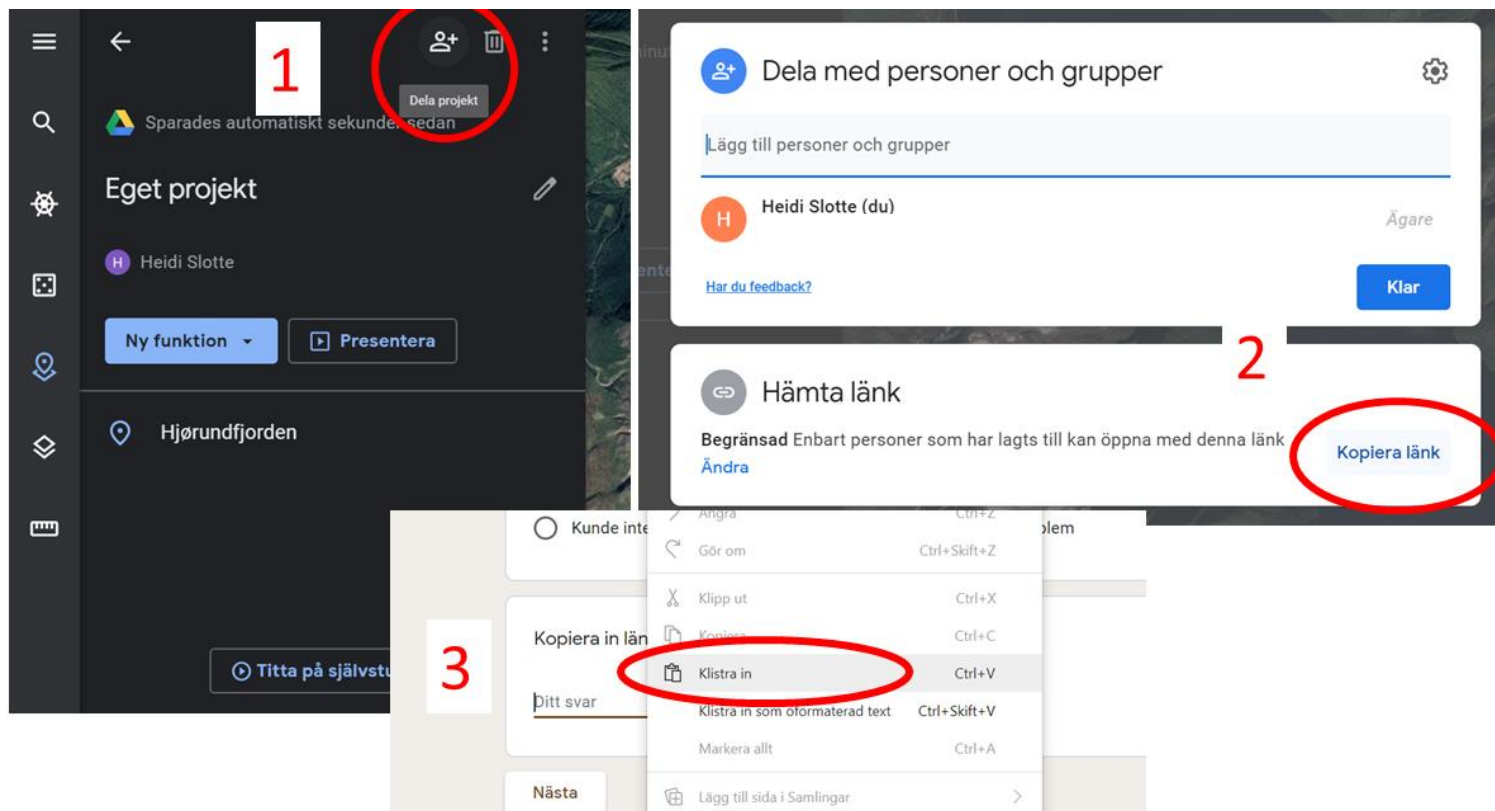 1
Dela projekt
Sparades automatiskt sekunder sedan
Eget projekt
H Heidi Slotte
Ny funktion
Presentera
Hjørundfjorden
Titta på
Dela med personer och grupper
Lägg till personer och grupper
H Heidi Slotte (du)
Ägare
Har du feedback?
Klar
2
Hämta länk
Begränsad Enbart personer som har lagts till kan öppna med denna länk
Ändra
Kopiera länk
3
Kunde
Kopiera in
Ditt svar
Nästa
Ångra Ctrl+Z
Gör om Ctrl+Skift+Z
Klipp ut Ctrl+X
Kopiera Ctrl+C
Klistra in Ctrl+V
Klistra in som oformaterad text Ctrl+Skift+V
Markera allt Ctrl+A
Lägg till sida i Samlingar